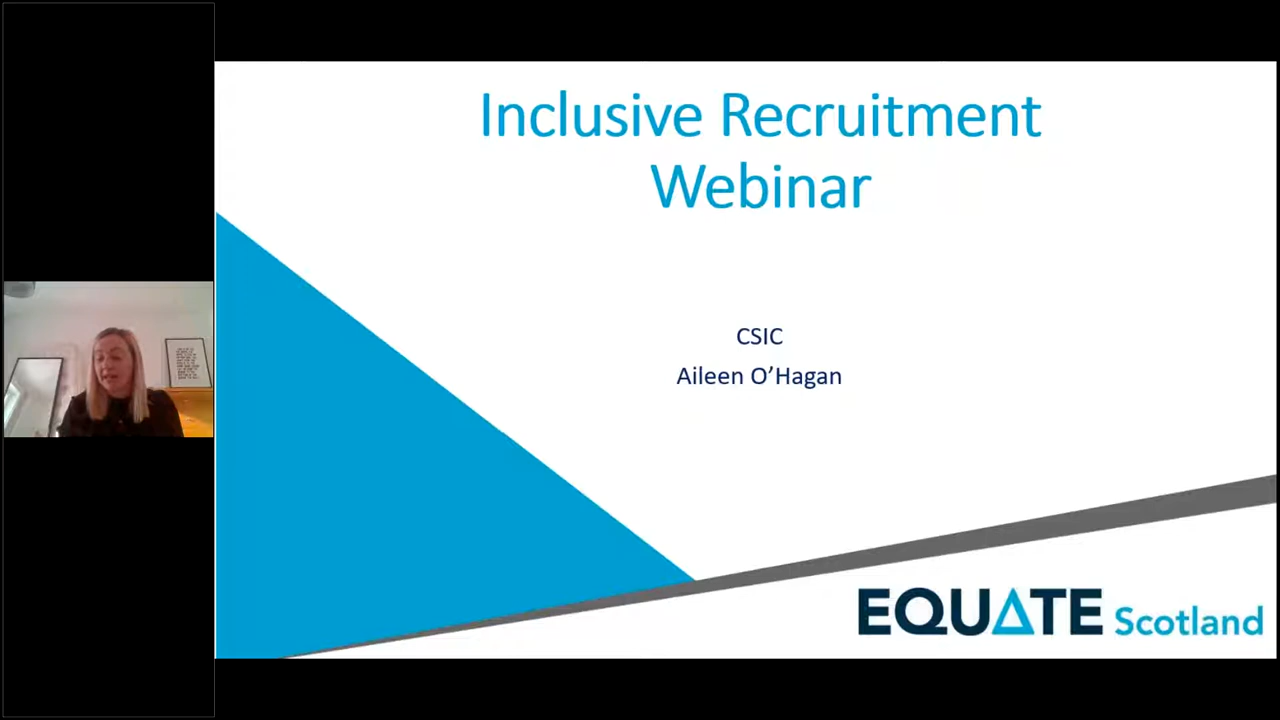 Inclusive Recruitment
Webinar
CSIC
Aileen O’Hagan
EQUATE Scotland